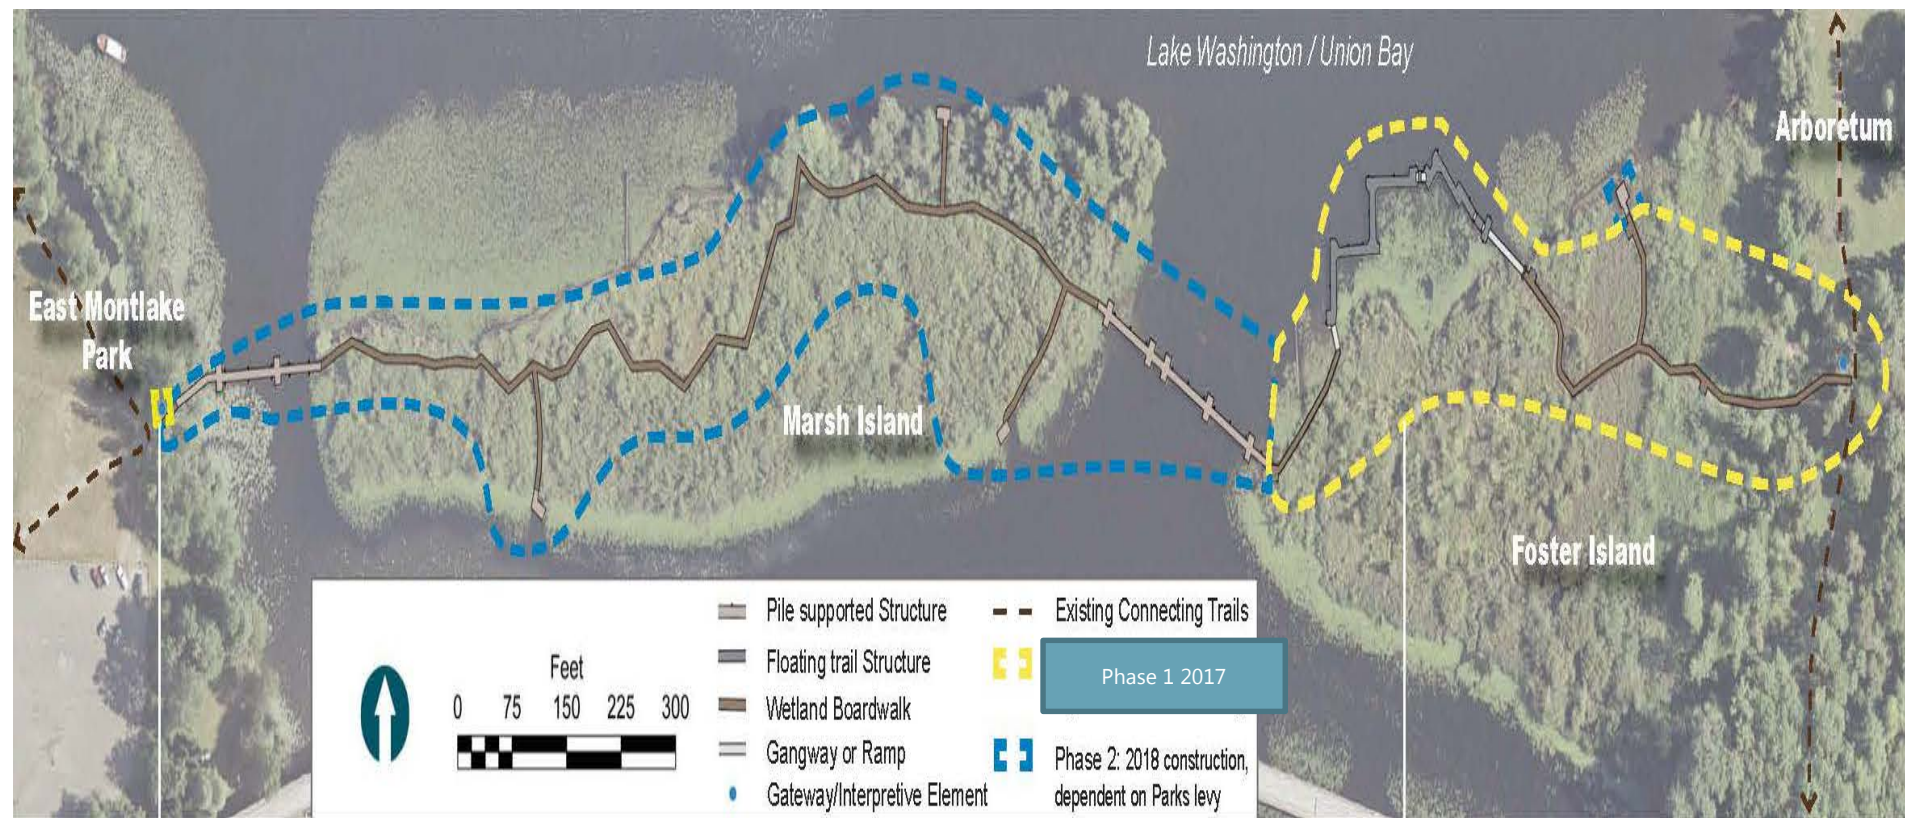 Lake Washington / Union Bay
Arboretum
East Montlake
Park
Marsh Island
Foster Island
Feet
0 75 150 225 300
Pile supported Structure
Floating trail Structure
Wetland Boardwalk
Gangway or Ramp
Gateway/Interpretive Element
Existing Connecting Trails
Phase 1 2017
Phase 2: 2018 construction,
dependent on Parks levy